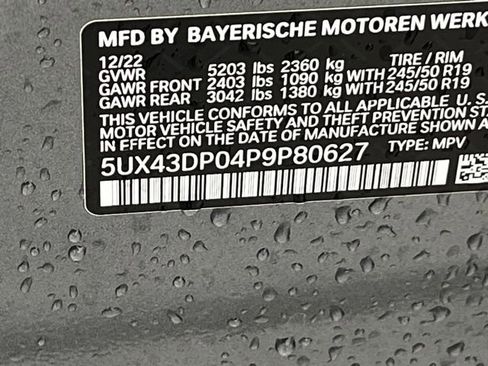 MFD BY BAYERISCHE MOTOREN WERK
12/22
GVWR 5203 lbs 2360 kg TIRE / RIM
GAWR FRONT 2403 lbs 1090 kg WITH 245/50 R19
GAWR REAR 3042 lbs 1380 kg WITH 245/50 R19
THIS VEHICLE CONFORMS TO ALL APPLICABLE U.S.
MOTOR VEHICLE SAFETY AND THEFT PREVENTION ST
IN EFFECT ON THE DATE OF MANUFACTURE SHOWN A
5UX43DP04P9P80627 TYPE: MPV